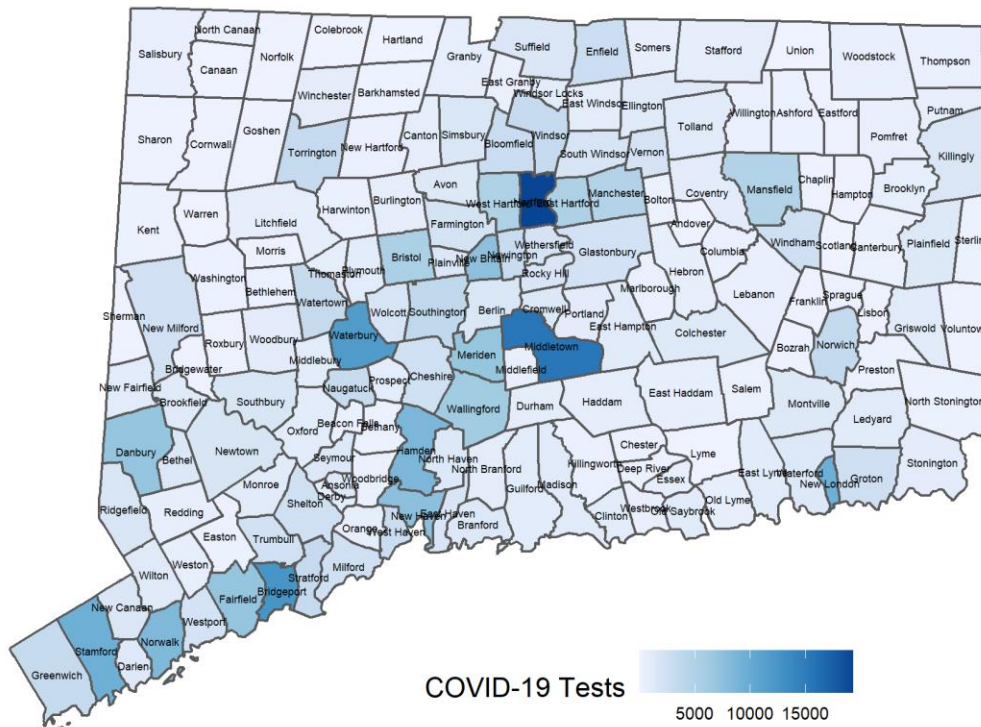 North Canaan
Colebrook
Hartland
Suffield
Enfield
Somers
Stafford
Union
Woodstock
Thompson
Salisbury
Canaan
Norfolk
Granby
East Granby
Windsor Locks
Winchester
Barkhamsted
East Windsor
Ellington
Willington
Ashford
Eastford
Putnam
Sharon
Cornwall
Goshen
Torrington
New Hartford
Canton
Simsbury
Bloomfield
Windsor
South Windsor
Vernon
Tolland
Pomfret
Killingly
Kent
Warren
Litchfield
Harwinton
Burlington
Avon
Farmington
West Hartford
East Hartford
Manchester
Bolton
Coventry
Mansfield
Chaplin
Hampton
Brooklyn
Andover
Columbia
Windham
Scotland
Canterbury
Plainfield
Sterlin
Washington
Morris
Bethlehem
Thomaston
Plymouth
Bristol
Plainville
New Britain
Newington
Wethersfield
Rocky Hill
Glastonbury
Marlborough
Hebron
Lebanon
Franklin
Sprague
Lisbon
Griswold
Voluntow
Sherman
New Milford
Roxbury
Woodbury
Watertown
Waterbury
Wolcott
Southington
Berlin
Cromwell
Portland
East Hampton
Colchester
Bozrah
Norwich
Preston
Bridgewater
Middlebury
Naugatuck
Prospect
Cheshire
Meriden
Middletown
Middlefield
New Fairfield
Brookfield
Southbury
Oxford
Beacon Falls
Bethany
Wallingford
Durham
Haddam
East Haddam
Salem
Montville
Ledyard
North Stonington
Danbury
Bethel
Newtown
Seymour
Woodbridge
Hamden
North Haven
North Branford
Guilford
Madison
Killingworth
Chester
Deep River
Essex
Lyme
East Lyme
Waterford
New London
Groton
Stonington
Ridgefield
Redding
Monroe
Shelton
Ansonia
Derby
Orange
New Haven
West Haven
East Haven
Branford
Clinton
Westbrook
Old Saybrook
Old Lyme
Easton
Trumbull
Stratford
Milford
Wilton
Weston
Fairfield
Bridgeport
New Canaan
Westport
Norwalk
Greenwich
Stamford
Darien
COVID-19 Tests
5000 10000 15000